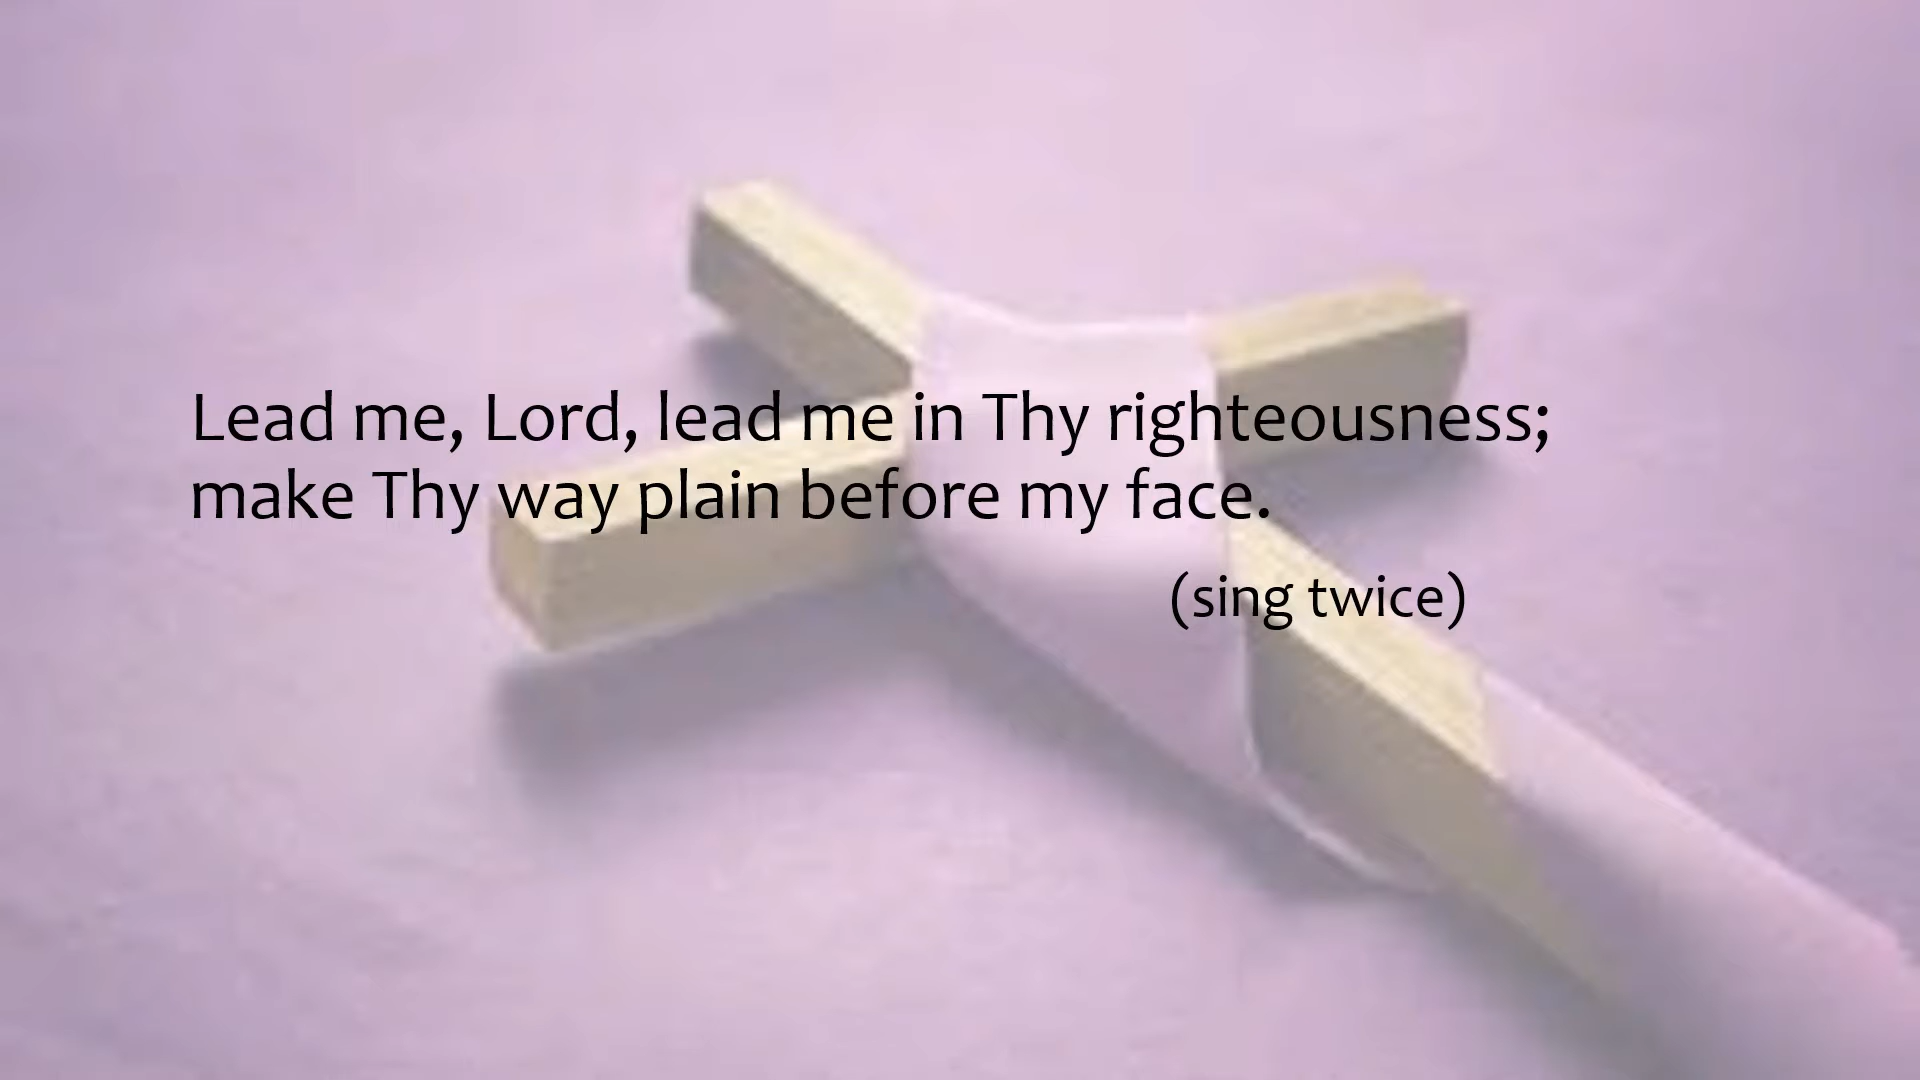 Lead me, Lord, lead me in Thy righteousness;
make Thy way plain before my face.
(sing twice)